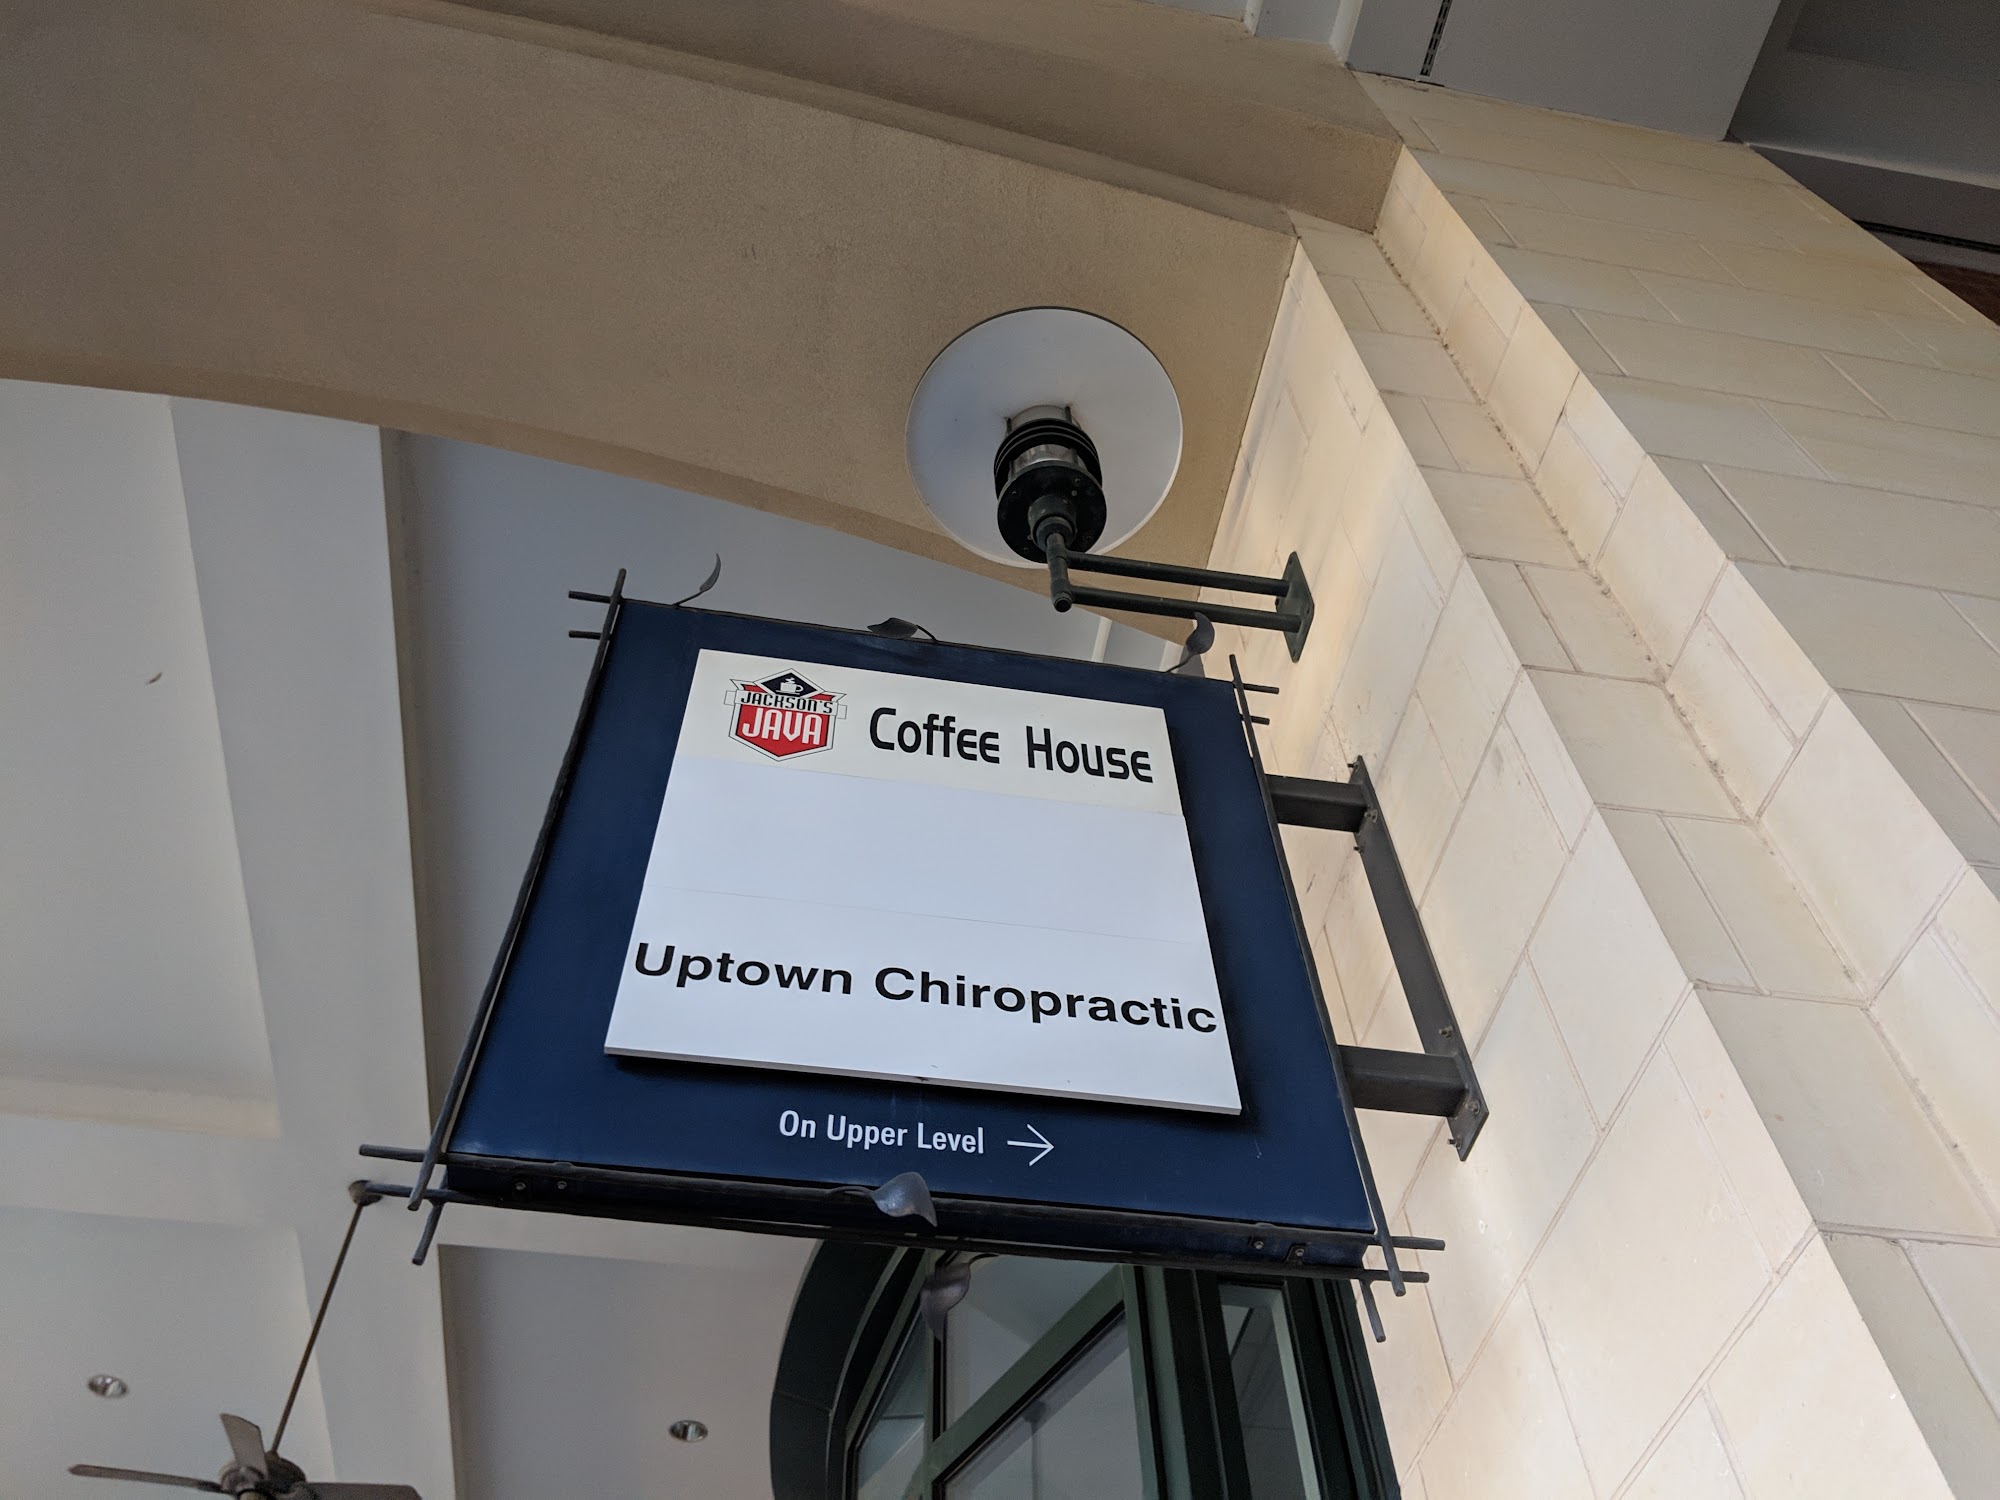 JACKSON'S
JAVA
Coffee House
Uptown Chiropractic
On Upper Level →